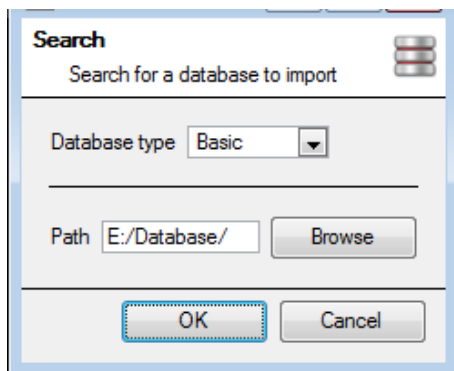 Search
Search for a database to import
Database type Basic
Path E:/Database/ Browse
OK Cancel